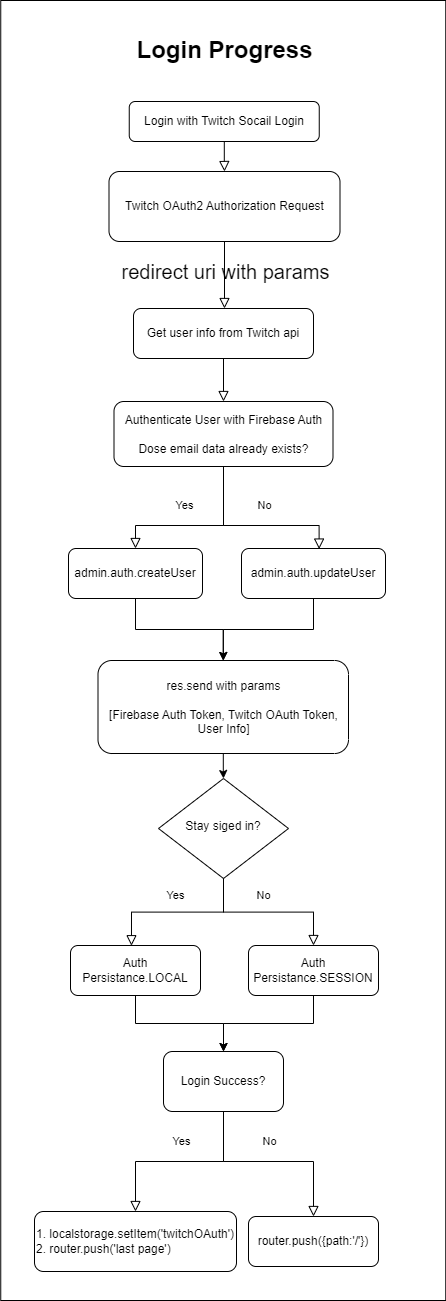 Login Progress
Login with Twitch Socail Login
Twitch OAuth2 Authorization Request
redirect uri with params
Get user info from Twitch api
Authenticate User with Firebase Auth
Dose email data already exists?
Yes
No
admin.auth.createUser
admin.auth.updateUser
res.send with params
[Firebase Auth Token, Twitch OAuth Token,
User Info]
Stay siged in?
Yes
No
Auth
Persistance.LOCAL
Auth
Persistance.SESSION
Login Success?
Yes
No
1. localstorage.setItem('twitchOAuth')
2. router.push('last page')
router.push({path:'/'})